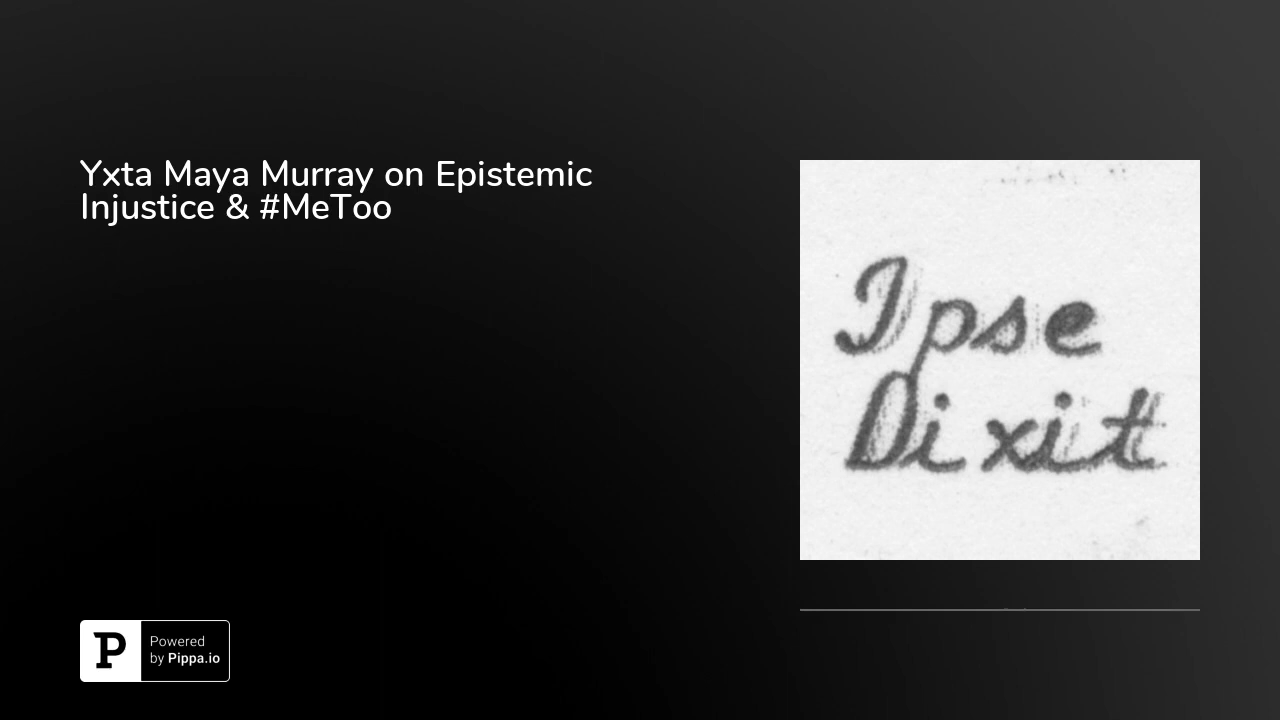 Yxta Maya Murray on Epistemic
Injustice & #MeToo
Ipse
Dixit
P
Powered
by Pippa.io